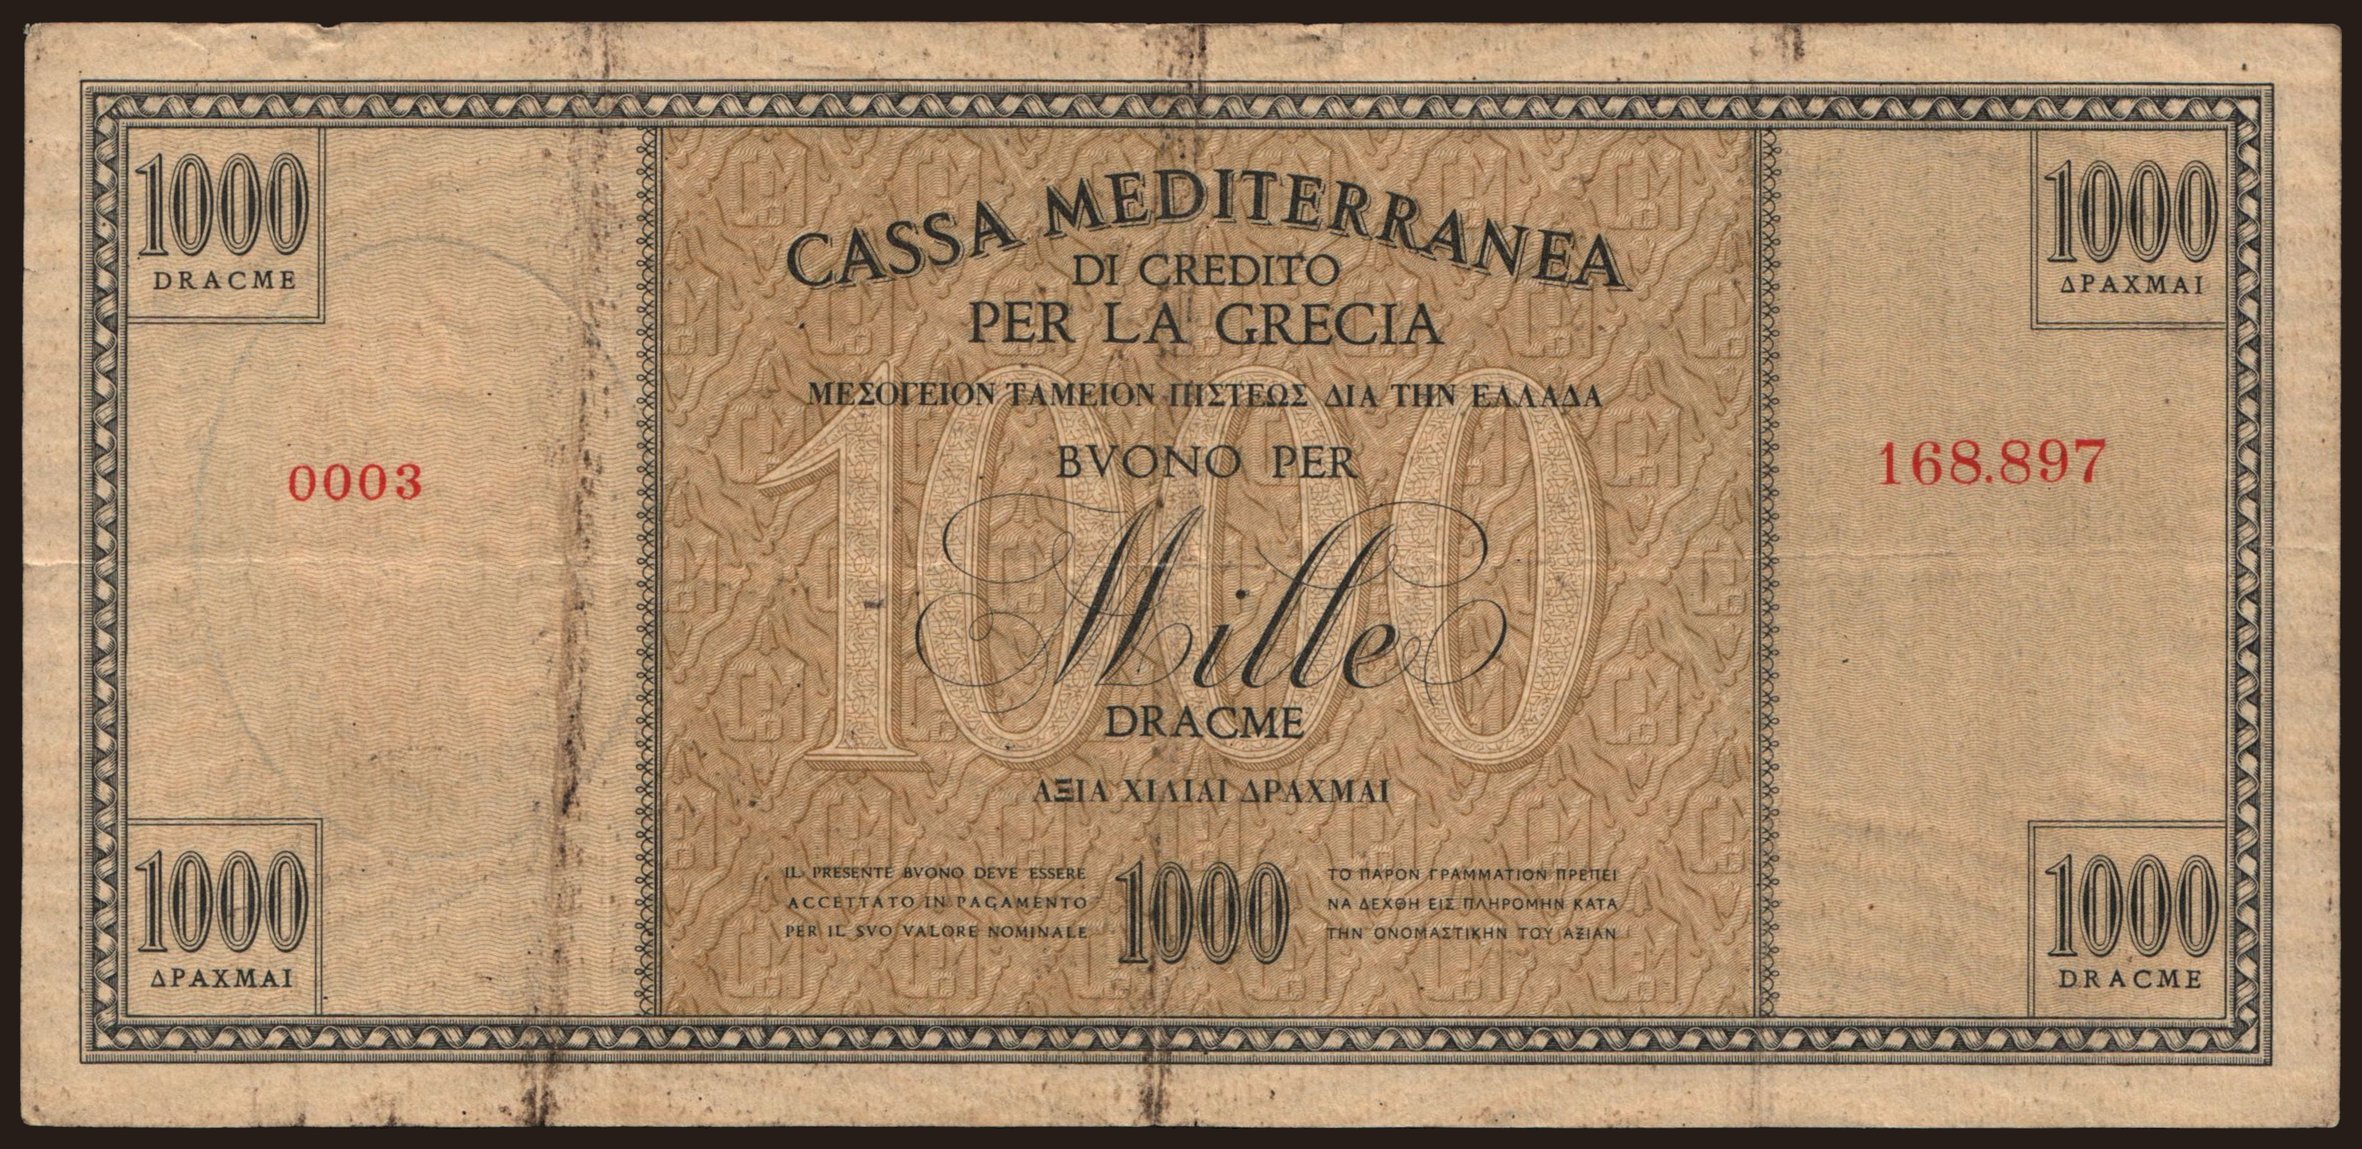 1000
DRACME
1000
ΔΡΑΧΜΑΙ
CASSA MEDITERRANEA
DI CREDITO
PER LA GRECIA
ΜΕΣΟΓΕΙΟΝ ΤΑΜΕΙΟΝ ΠΙΣΤΕΩΣ ΔΙΑ ΤΗΝ ΕΛΛΑΔΑ
0003
168.897
BVONO PER
1000
Mille
DRACME
ΑΞΙΑ ΧΙΛΙΑΙ ΔΡΑΧΜΑΙ
IL PRESENTE BVONO DEVE ESSERE
ACCETTATO IN PAGAMENTO
PER IL SVO VALORE NOMINALE
1000
ΤΟ ΠΑΡΟΝ ΓΡΑΜΜΑΤΙΟΝ ΠΡΕΠΕΙ
ΝΑ ΔΕΧΘΗ ΕΙΣ ΠΛΗΡΟΜΗΝ ΚΑΤΑ
ΤΗΝ ΟΝΟΜΑΣΤΙΚΗΝ ΤΟΥ ΑΞΙΑΝ
1000
ΔΡΑΧΜΑΙ
1000
DRACME